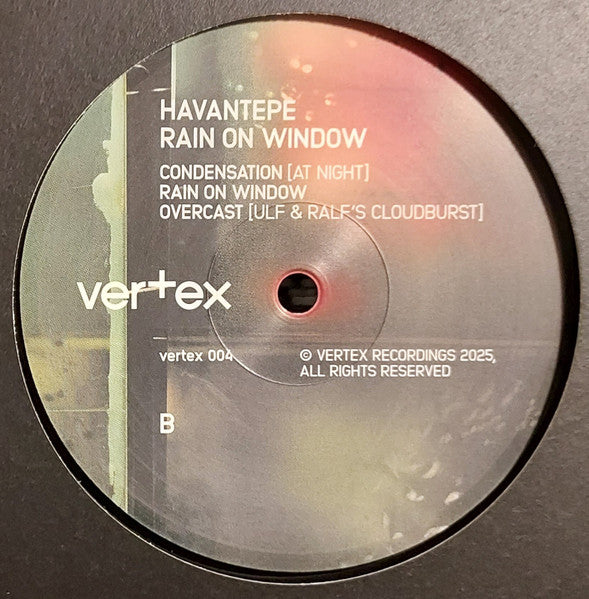 HAVANTEPE
RAIN ON WINDOW
CONDENSATION [AT NIGHT]
RAIN ON WINDOW
OVERCAST [ULF & RALF'S CLOUDBURST]
vertex
vertex 004
© VERTEX RECORDINGS 2025,
ALL RIGHTS RESERVED
B